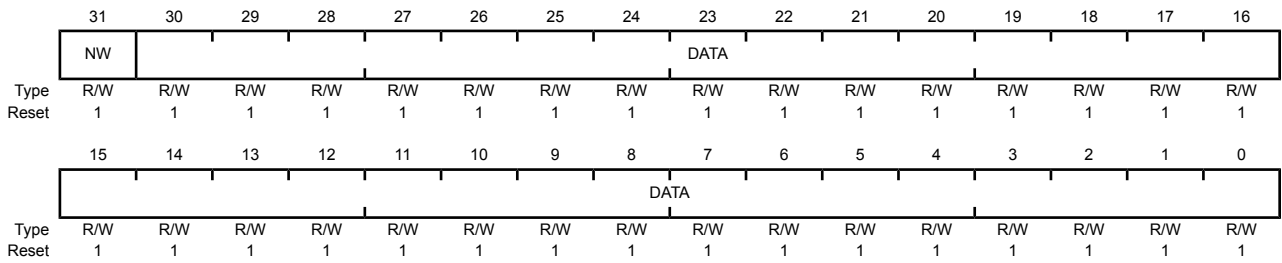 31 30 29 28 27 26 25 24 23 22 21 20 19 18 17 16
NW DATA
Type R/W R/W R/W R/W R/W R/W R/W R/W R/W R/W R/W R/W R/W R/W R/W R/W
Reset 1 1 1 1 1 1 1 1 1 1 1 1 1 1 1 1
15 14 13 12 11 10 9 8 7 6 5 4 3 2 1 0
DATA
Type R/W R/W R/W R/W R/W R/W R/W R/W R/W R/W R/W R/W R/W R/W R/W R/W
Reset 1 1 1 1 1 1 1 1 1 1 1 1 1 1 1 1